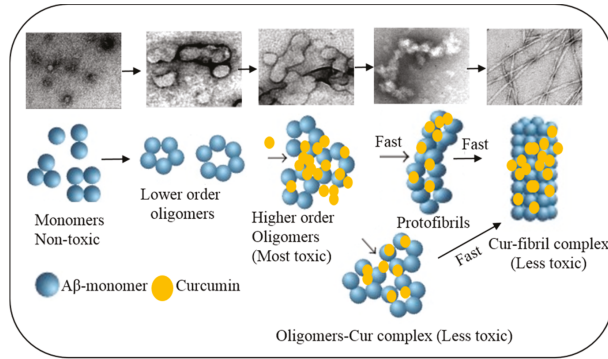 Monomers
Non-toxic
Lower order
oligomers
Higher order
Oligomers
(Most toxic)
Fast
Fast
Protofibrils
Cur-fibril complex
(Less toxic)
Fast
Aβ-monomer
Curcumin
Oligomers-Cur complex (Less toxic)